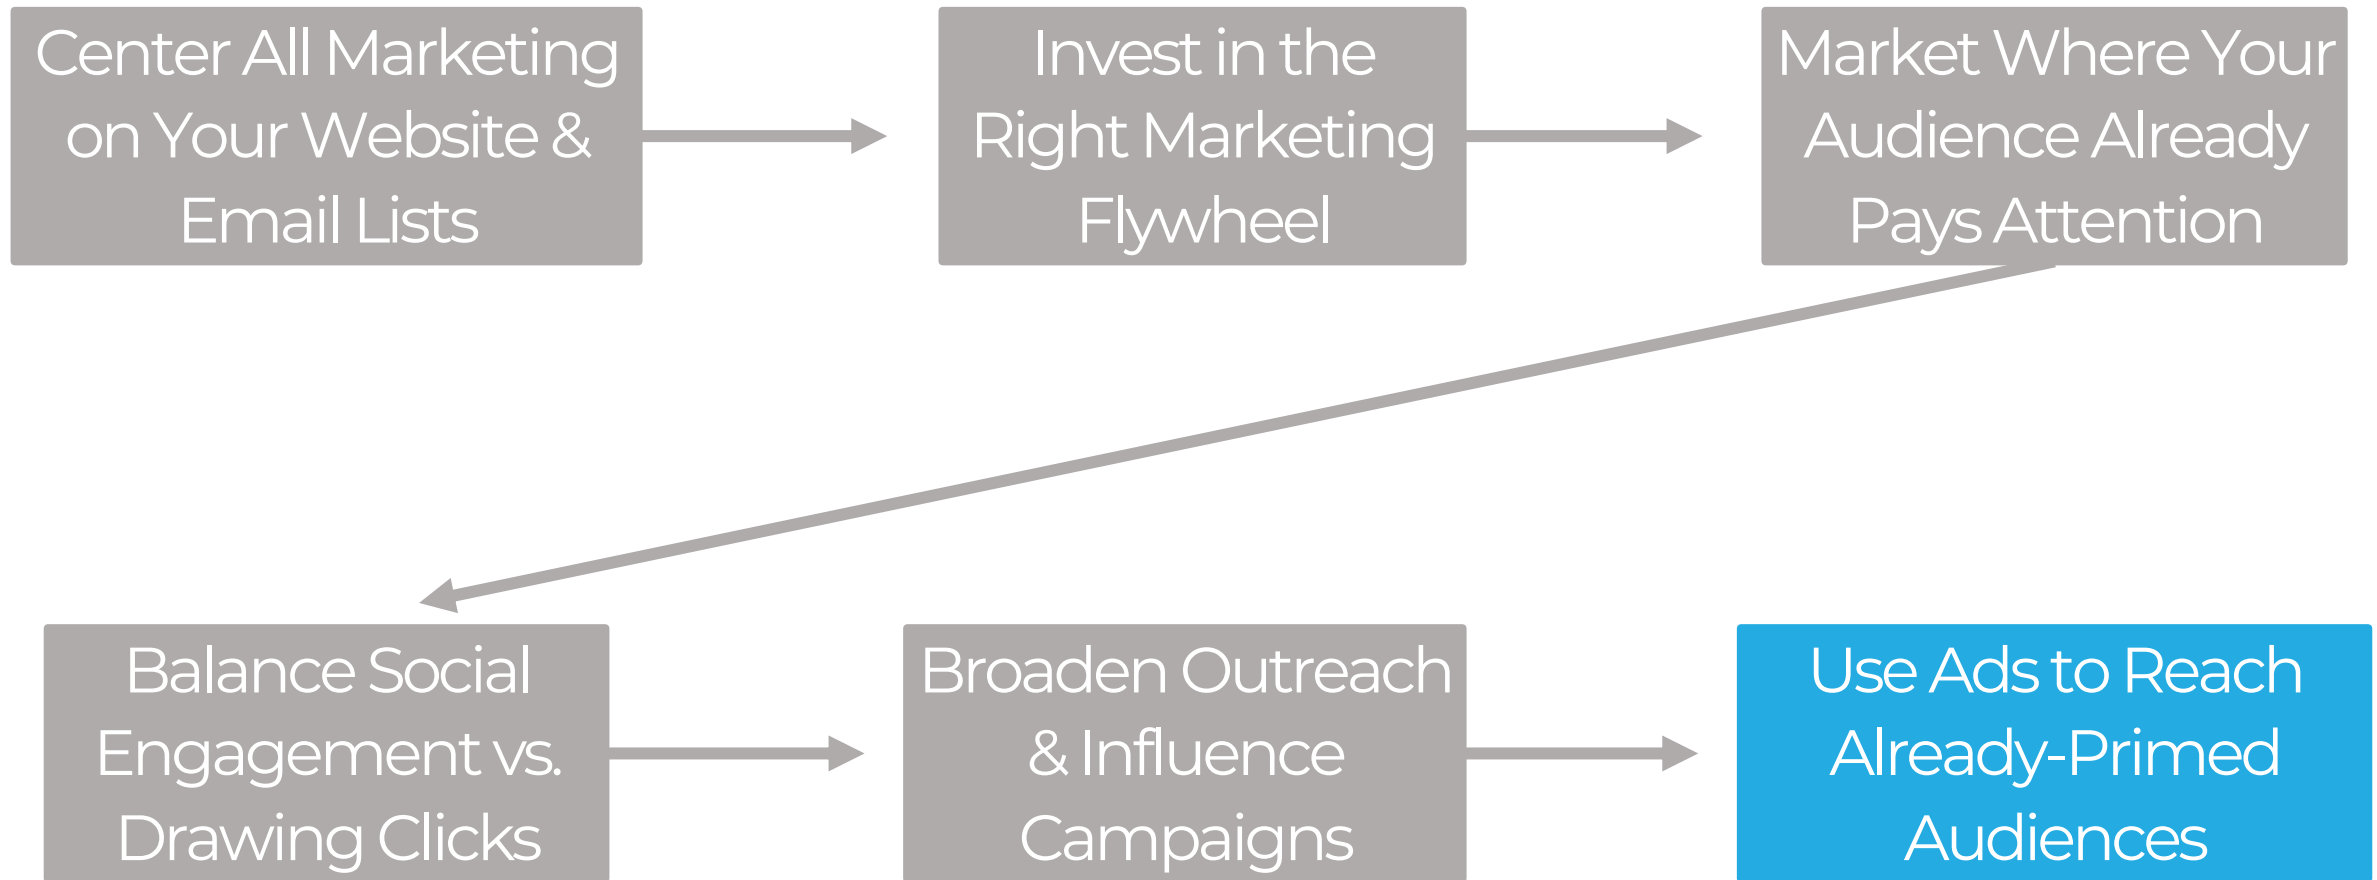 Center All Marketing
on Your Website &
Email Lists
Invest in the
Right Marketing
Flywheel
Market Where Your
Audience Already
Pays Attention
Balance Social
Engagement vs.
Drawing Clicks
Broaden Outreach
& Influence
Campaigns
Use Ads to Reach
Already-Primed
Audiences